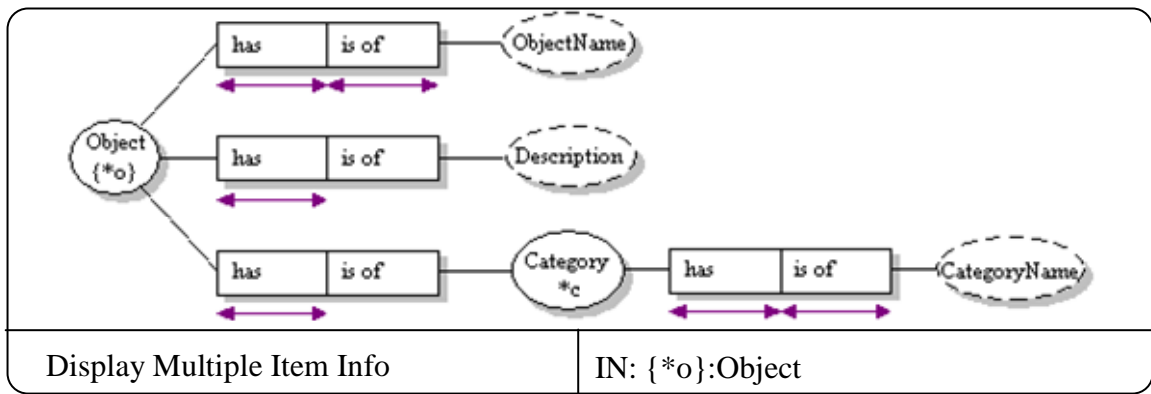 has is of ObjectName
Object
{*o}
has is of Description
has is of Category
*c
has is of CategoryName
Display Multiple Item Info
IN: {*o}:Object